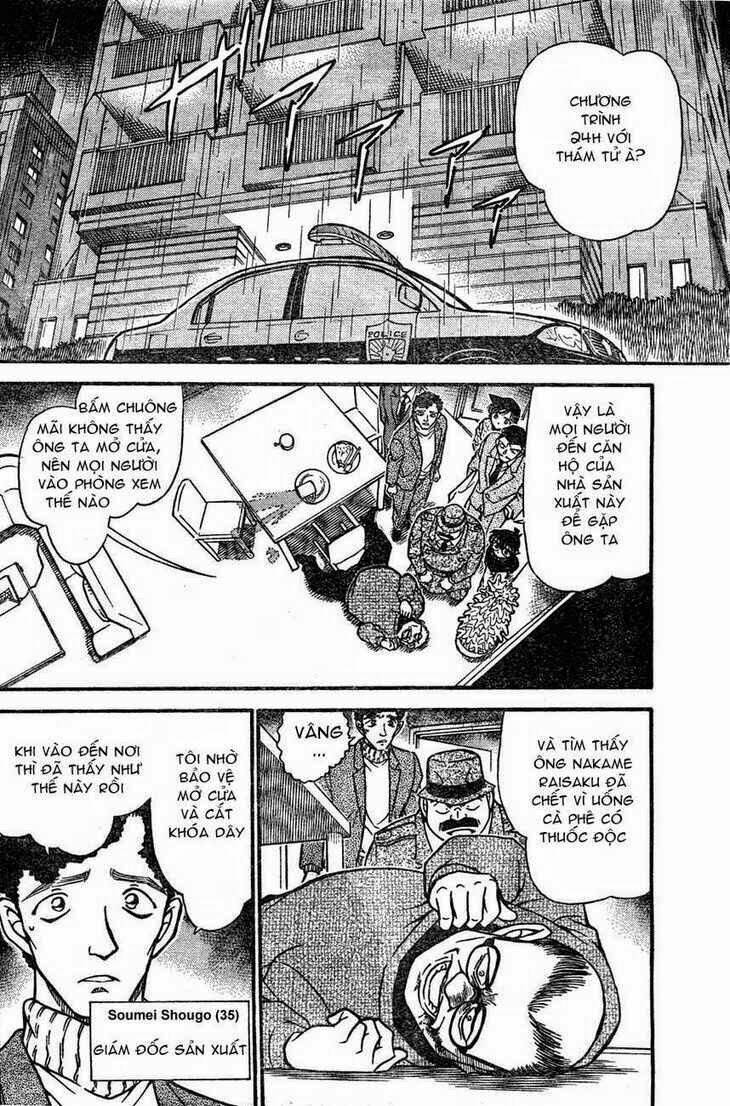 CHƯƠNG
TRÌNH
24H VỚI
THÁM TỬ À?
POLICE
VẬY LÀ
MỌI NGƯỜI
ĐẾN CĂN
HỘ CỦA
NHÀ SẢN
XUẤT NÀY
ĐỂ GẶP
ÔNG TA
BẤM CHUÔNG
MÃI KHÔNG THẤY
ÔNG TA MỞ CỬA,
NÊN MỌI NGƯỜI
VÀO PHÒNG XEM
THẾ NÀO
VÀ TÌM THẤY
ÔNG NAKAME
RAISAKU ĐÃ
CHẾT VÌ UỐNG
CÀ PHÊ CÓ
THUỐC ĐỘC
VÂNG
...
TÔI NHỜ
BẢO VỆ
MỞ CỬA
VÀ CẮT
KHÓA DÂY
KHI VÀO ĐẾN NƠI
THÌ ĐÃ THẤY NHƯ
THẾ NÀY RỒI
Soumei Shougo (35)
GIÁM ĐỐC SẢN XUẤT